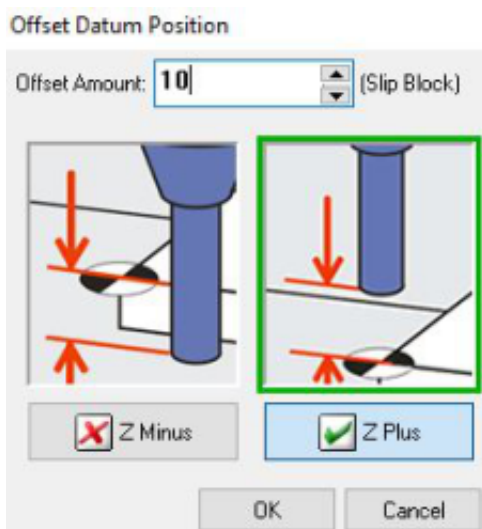 Offset Datum Position
Offset Amount: 10 (Slip Block)
Z Minus Z Plus
OK Cancel